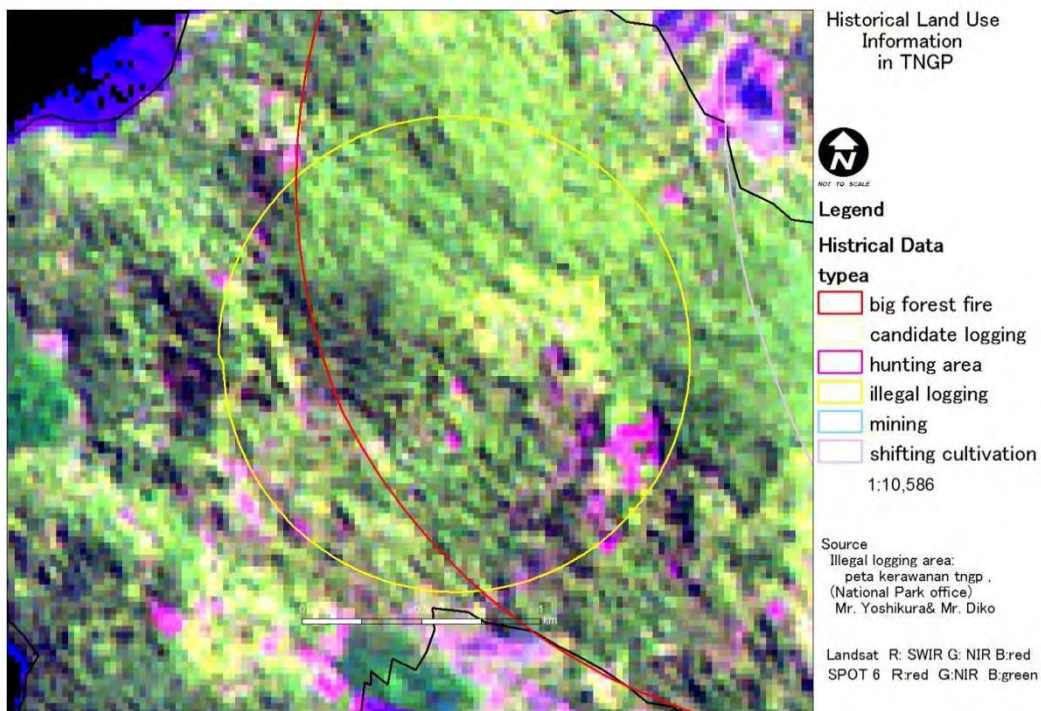 Historical Land Use
Information
in TNGP
N
NOT TO SCALE
Legend
Histrical Data
typea
big forest fire
candidate logging
hunting area
illegal logging
mining
shifting cultivation
1:10,586
Source
Illegal logging area:
peta kerawanan tngp ,
(National Park office)
Mr. Yoshikura& Mr. Diko
Landsat R: SWIR G: NIR B:red
SPOT 6 R:red G:NIR B:green
0
1
km